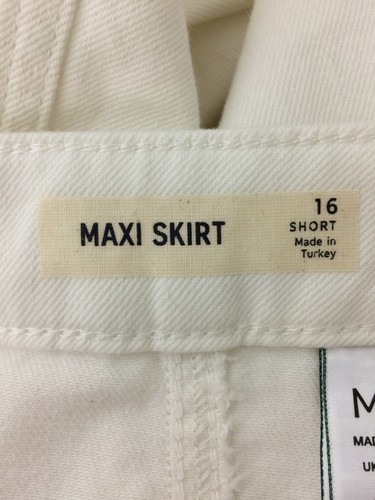 MAXI SKIRT
16
SHORT
Made in
Turkey
M
MAD
UK